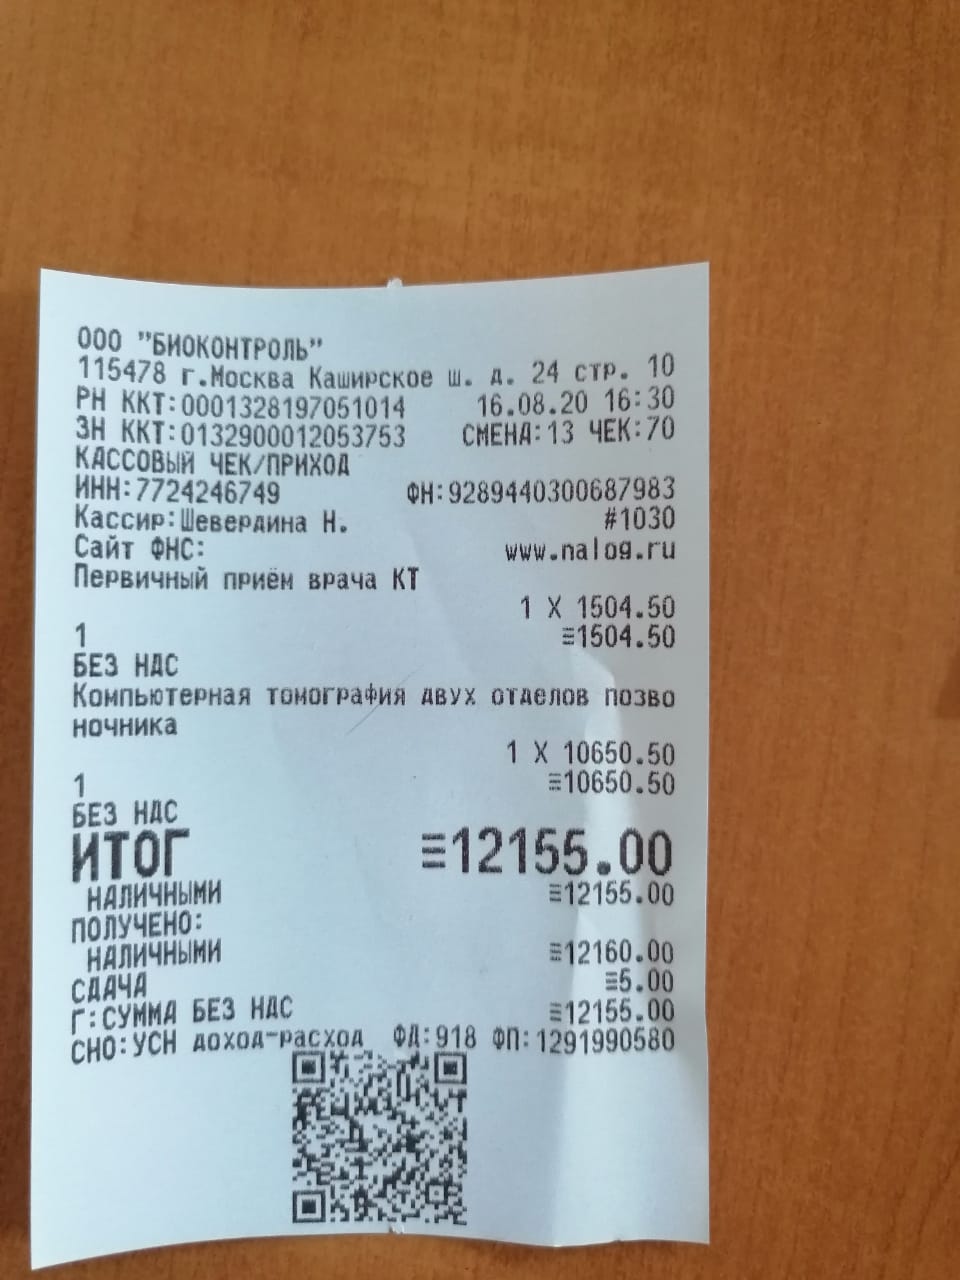 ООО "БИОКОНТРОЛЬ"
115478 г.Москва Каширское ш. д. 24 стр. 10
РН ККТ:0001328197051014 16.08.20 16:30
ЗН ККТ:0132900012053753 СМЕНА:13 ЧЕК:70
КАССОВЫЙ ЧЕК/ПРИХОД
ИНН:7724246749 ФН:9289440300687983
Кассир:Шевердина Н. #1030
Сайт ФНС: www.nalog.ru
Первичный приём врача КТ
1 X 1504.50
1 ≡1504.50
БЕЗ НДС
Компьютерная томография двух отделов позво
ночника
1 X 10650.50
1 ≡10650.50
БЕЗ НДС
ИТОГ ≡12155.00
НАЛИЧНЫМИ ≡12155.00
ПОЛУЧЕНО:
НАЛИЧНЫМИ ≡12160.00
СДАЧА ≡5.00
Г:СУММА БЕЗ НДС ≡12155.00
СНО:УСН доход-расход ФД:918 ФП:1291990580